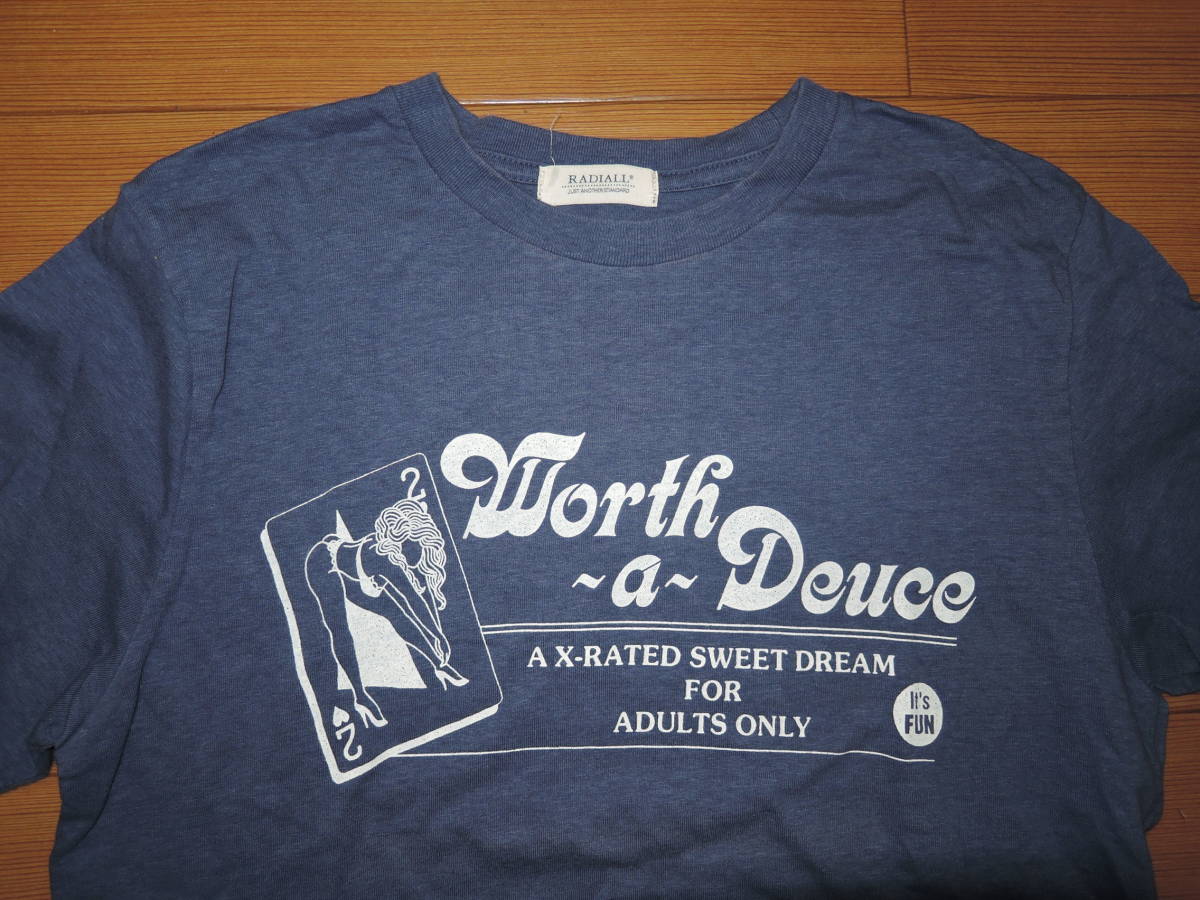 RADIALL®
JUST ANOTHER STANDARD
2
Worth
~a~ Deuce
A X-RATED SWEET DREAM
FOR
ADULTS ONLY
It's
FUN
2